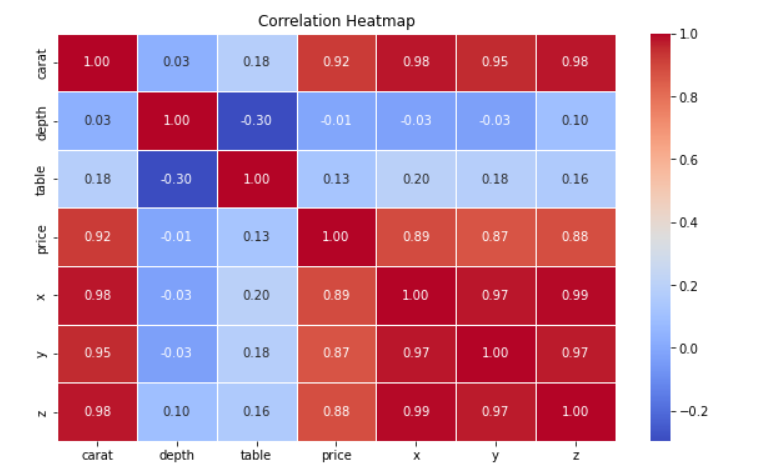 Correlation Heatmap
carat 1.00 0.03 0.18 0.92 0.98 0.95 0.98
depth 0.03 1.00 -0.30 -0.01 -0.03 -0.03 0.10
table 0.18 -0.30 1.00 0.13 0.20 0.18 0.16
price 0.92 -0.01 0.13 1.00 0.89 0.87 0.88
x 0.98 -0.03 0.20 0.89 1.00 0.97 0.99
y 0.95 -0.03 0.18 0.87 0.97 1.00 0.97
z 0.98 0.10 0.16 0.88 0.99 0.97 1.00
carat depth table price x y z
1.0
0.8
0.6
0.4
0.2
0.0
−0.2